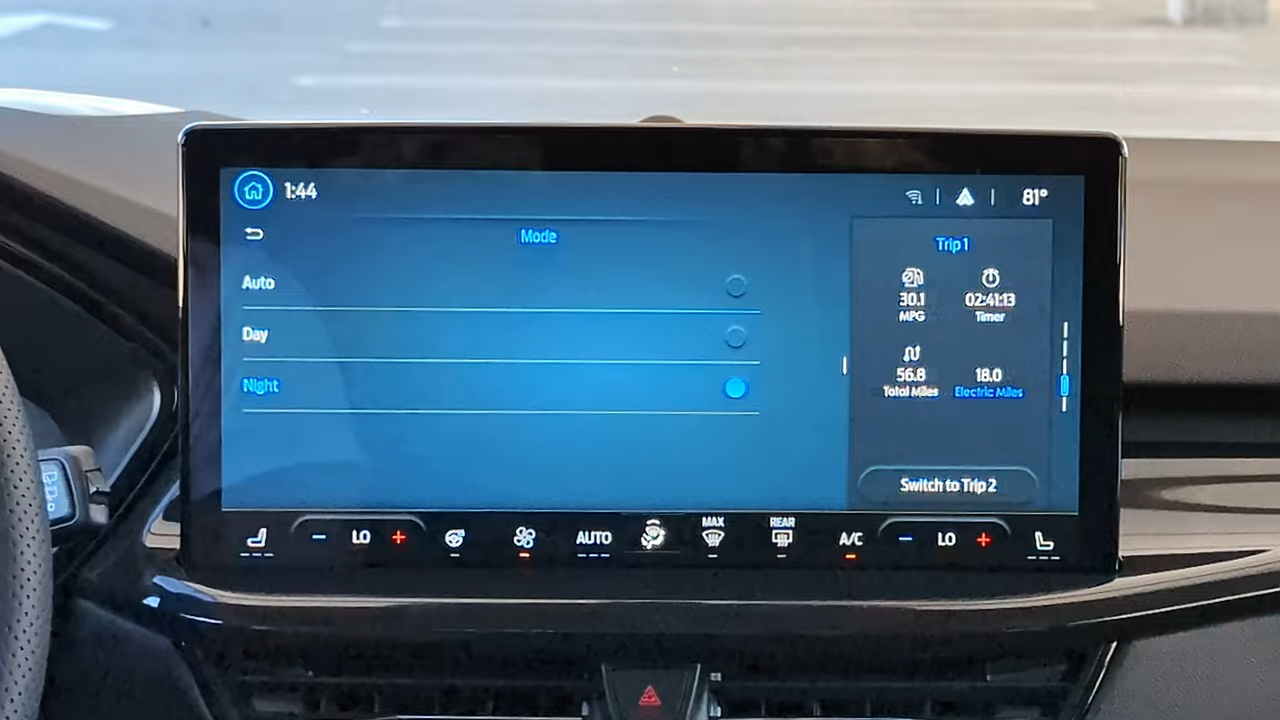 1:44
81°
Mode
Auto
Day
Night
Trip 1
30.1
MPG
02:41:13
Timer
56.8
Total Miles
18.0
Electric Miles
Switch to Trip 2
- LO +
AUTO
MAX
REAR
A/C
- LO +